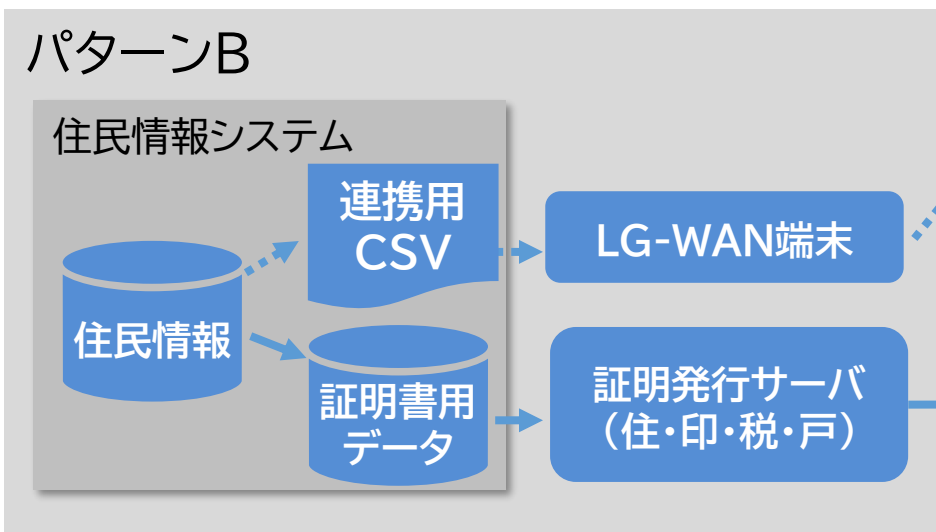 パターンB
住民情報システム
連携用
CSV
LG-WAN端末
住民情報
証明書用
データ
証明発行サーバ
（住・印・税・戸）